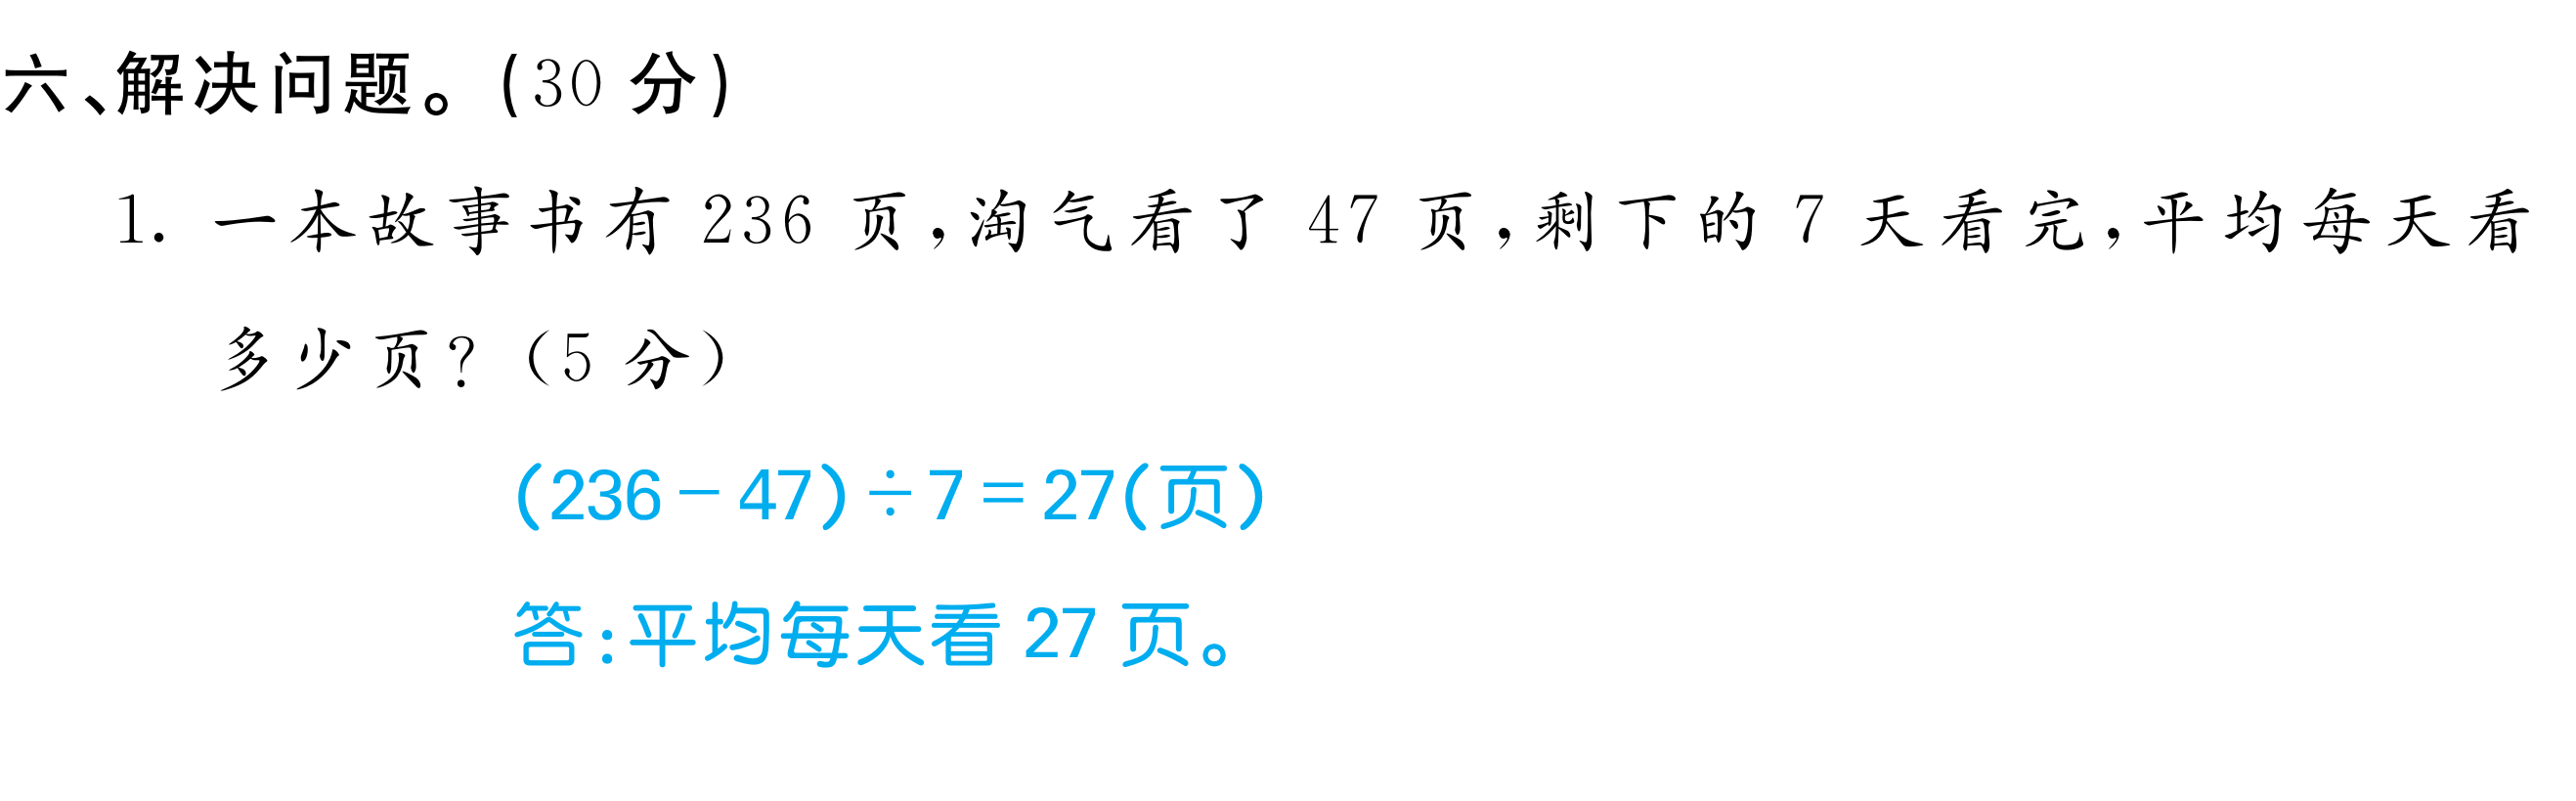 六、解决问题。(30 分)
1. 一本故事书有 236 页,淘气看了 47 页,剩下的 7 天看完,平均每天看
多少页?(5 分)
(236－47)÷7＝27(页)
答:平均每天看 27 页。